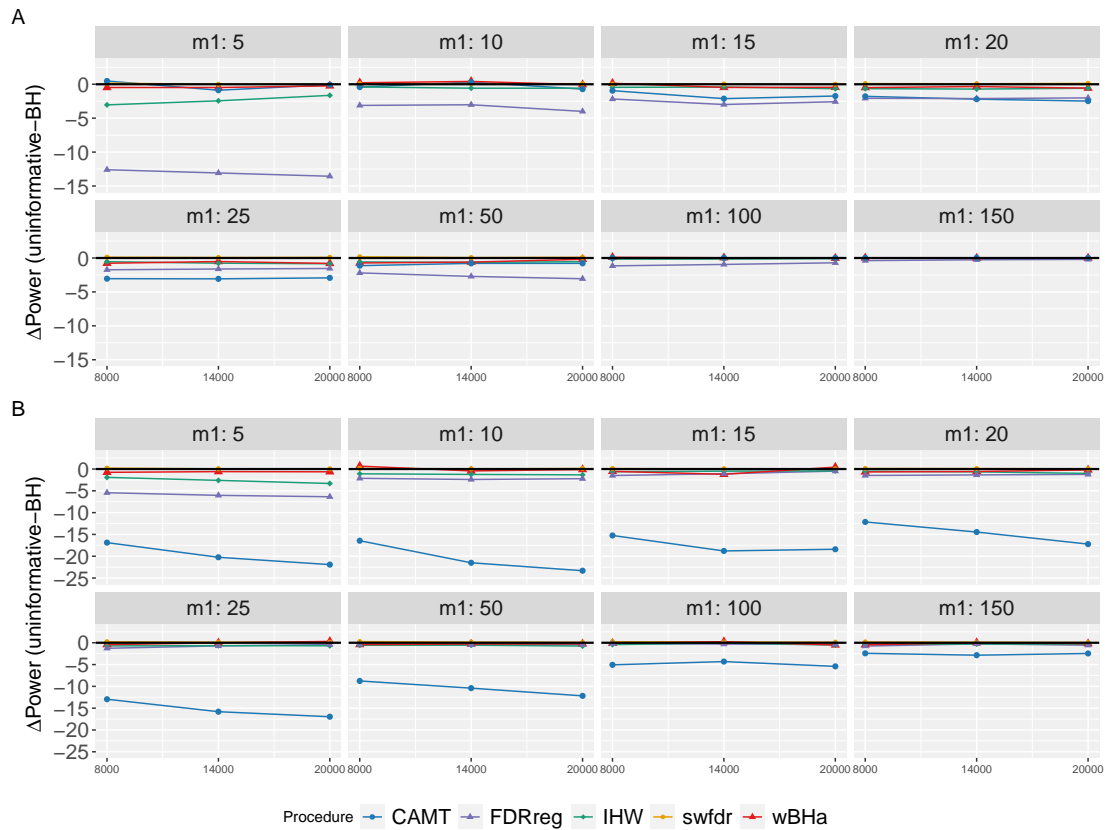 A
m1: 5 m1: 10 m1: 15 m1: 20
0
−5
−10
−15
m1: 25 m1: 50 m1: 100 m1: 150
0
−5
−10
−15
ΔPower (uninformative−BH)
8000 14000 20000 8000 14000 20000 8000 14000 20000 8000 14000 20000
B
m1: 5 m1: 10 m1: 15 m1: 20
0
−5
−10
−15
−20
−25
m1: 25 m1: 50 m1: 100 m1: 150
0
−5
−10
−15
−20
−25
ΔPower (uninformative−BH)
8000 14000 20000 8000 14000 20000 8000 14000 20000 8000 14000 20000
Procedure CAMT FDRreg IHW swfdr wBHa